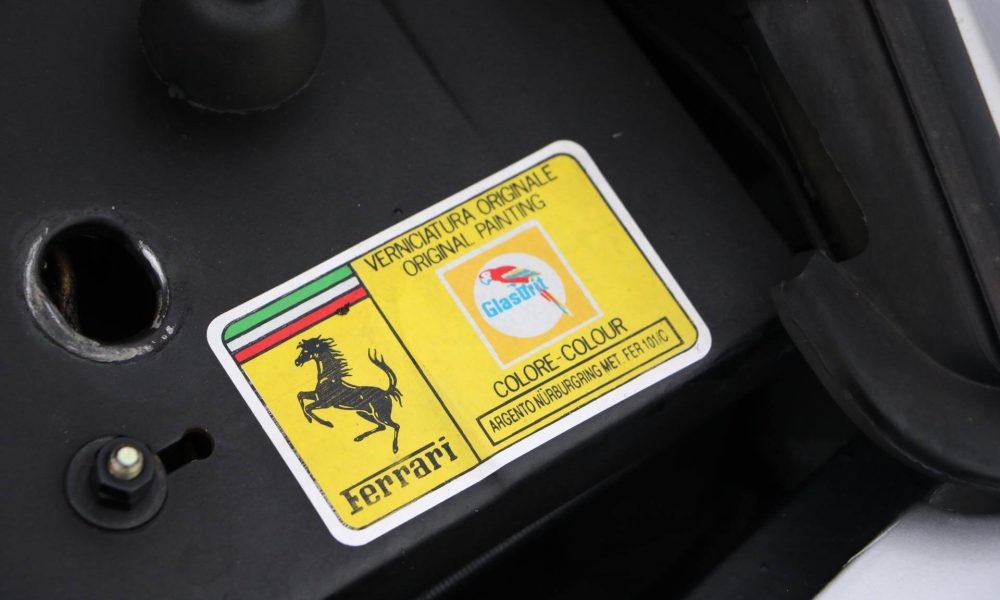 VERNICIATURA ORIGINALE
ORIGINAL PAINTING
Glasurit
COLORE-COLOUR
ARGENTO NÜRBURGRING MET. FER 101/C
Ferrari